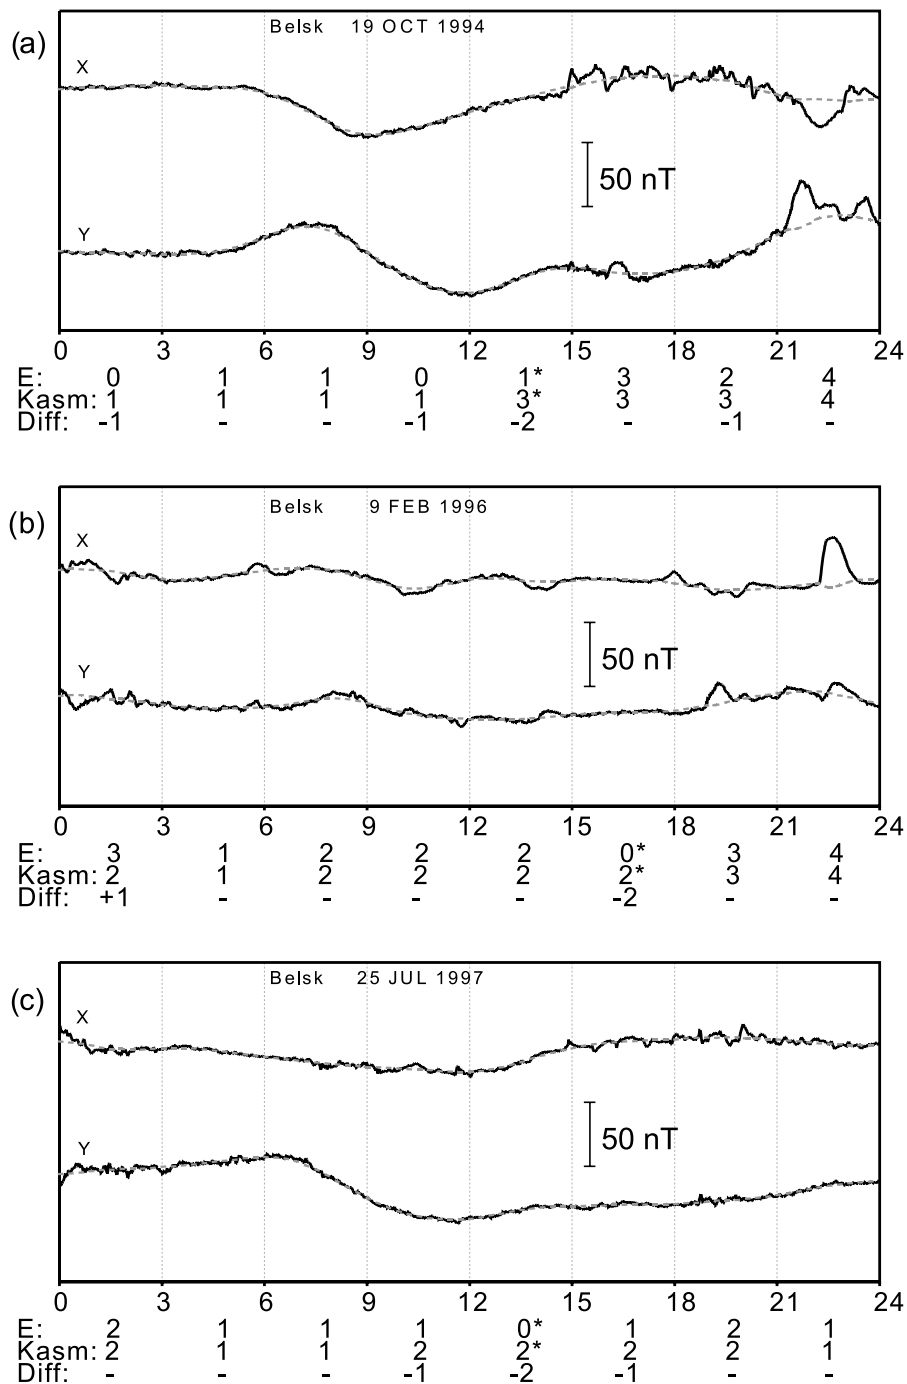 (a)
Belsk 19 OCT 1994
X
50 nT
Y
0 3 6 9 12 15 18 21 24
E: 0 1 1 0 1* 3 2 4
Kasm: 1 1 1 1 3* 3 3 4
Diff: -1 - - -1 -2 - -1 -
(b)
Belsk 9 FEB 1996
X
50 nT
Y
0 3 6 9 12 15 18 21 24
E: 3 1 2 2 2 0* 3 4
Kasm: 2 1 2 2 2 2* 3 4
Diff: +1 - - - - -2 - -
(c)
Belsk 25 JUL 1997
X
50 nT
Y
0 3 6 9 12 15 18 21 24
E: 2 1 1 1 0* 1 2 1
Kasm: 2 1 1 2 2* 2 2 1
Diff: - - - -1 -2 -1 - -